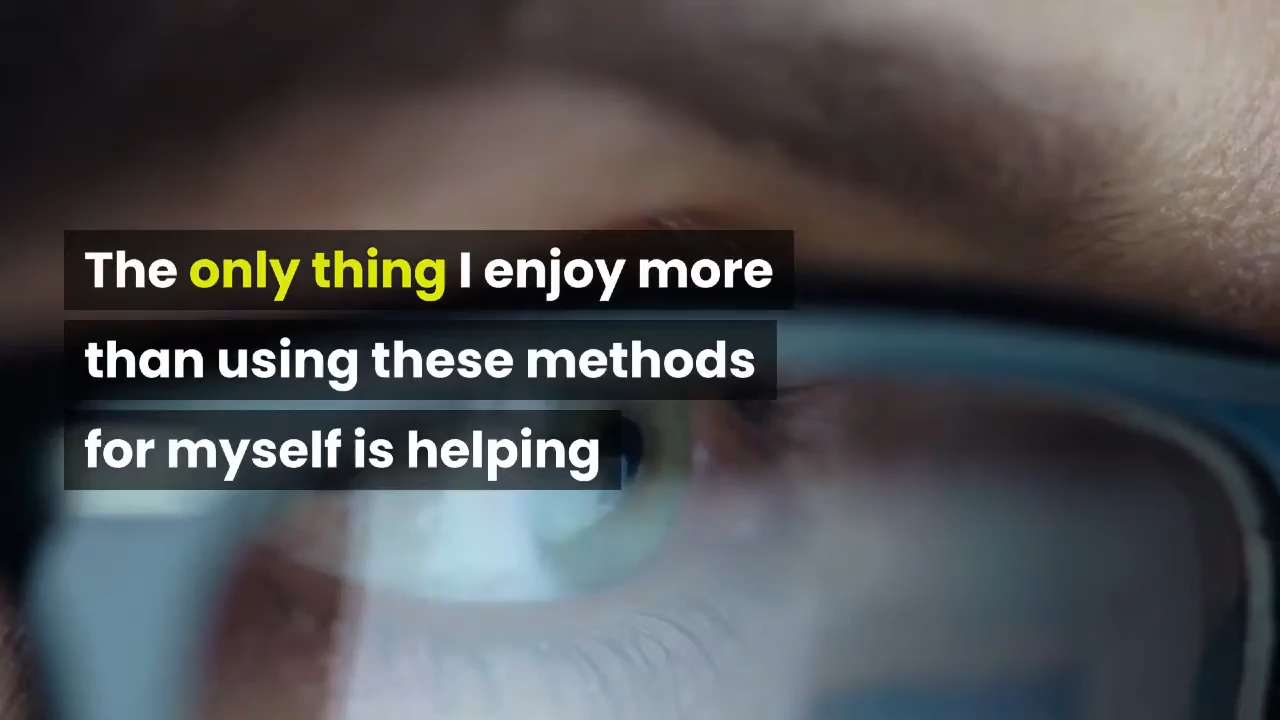 The only thing I enjoy more
than using these methods
for myself is helping